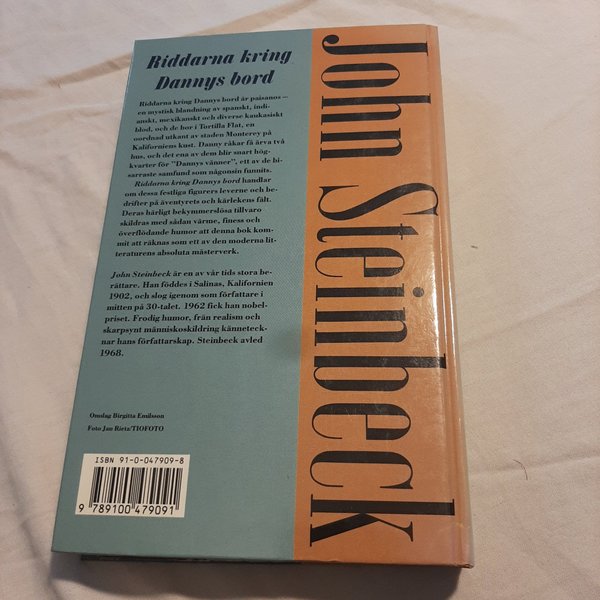 Riddarna kring
Dannys bord
Riddarna kring Dannys bord är paisanos –
en mystisk blandning av spanskt, indi-
anskt, mexikanskt och diverse kaukasiskt
blod, och de bor i Tortilla Flat, en
oordnad utkant av staden Monterey på
Kaliforniens kust. Danny råkar få ärva två
hus, och det ena av dem blir snart hög-
kvarter för "Dannys vänner", ett av de bi-
sarraste samfund som någonsin funnits.
Riddarna kring Dannys bord handlar
om dessa festliga figurers leverne och be-
drifter på äventyrets och kärlekens fält.
Deras härligt bekymmerslösa tillvaro
skildras med sådan värme, finess och
överflödande humor att denna bok kom-
mit att räknas som ett av den moderna lit-
teraturens absoluta mästerverk.
John Steinbeck är en av vår tids stora be-
rättare. Han föddes i Salinas, Kalifornien
1902, och slog igenom som författare i
mitten på 30-talet. 1962 fick han nobel-
priset. Frodig humor, från realism och
skarpsynt människoskildring känneteck-
nar hans författarskap. Steinbeck avled
1968.
Omslag Birgitta Emilsson
Foto Jan Rietz/TIOFOTO
ISBN 91-0-047909-8
9 789100 479091
John Steinbeck